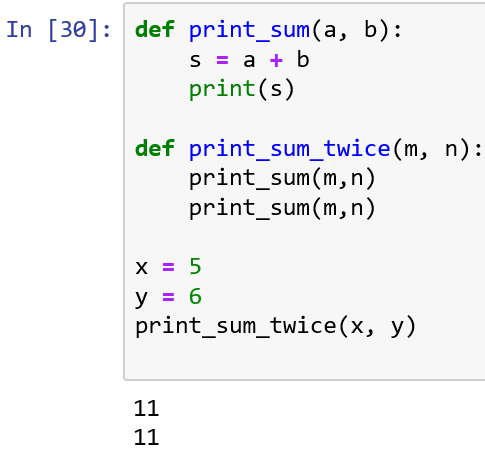 In [30]: def print_sum(a, b):
    s = a + b
    print(s)

def print_sum_twice(m, n):
    print_sum(m,n)
    print_sum(m,n)

x = 5
y = 6
print_sum_twice(x, y)

11
11